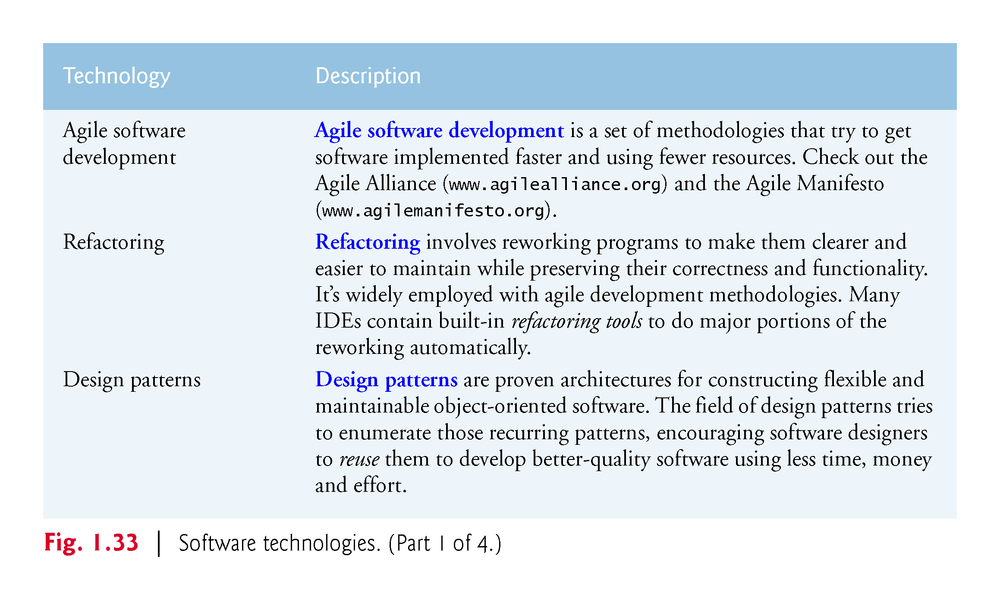 Technology Description
Agile software development
Agile software development is a set of methodologies that try to get
software implemented faster and using fewer resources. Check out the
Agile Alliance (www.agilealliance.org) and the Agile Manifesto
(www.agilemanifesto.org).
Refactoring
Refactoring involves reworking programs to make them clearer and
easier to maintain while preserving their correctness and functionality.
It’s widely employed with agile development methodologies. Many
IDEs contain built-in refactoring tools to do major portions of the
reworking automatically.
Design patterns
Design patterns are proven architectures for constructing flexible and
maintainable object-oriented software. The field of design patterns tries
to enumerate those recurring patterns, encouraging software designers
to reuse them to develop better-quality software using less time, money
and effort.
Fig. 1.33 | Software technologies. (Part 1 of 4.)